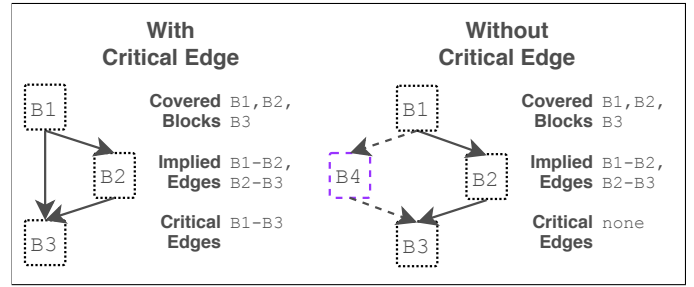 With
Critical Edge
B1
B2
B3
Covered B1,B2,
Blocks B3
Implied B1-B2,
Edges B2-B3
Critical B1-B3
Edges
Without
Critical Edge
B1
B4
B2
B3
Covered B1,B2,
Blocks B3
Implied B1-B2,
Edges B2-B3
Critical none
Edges